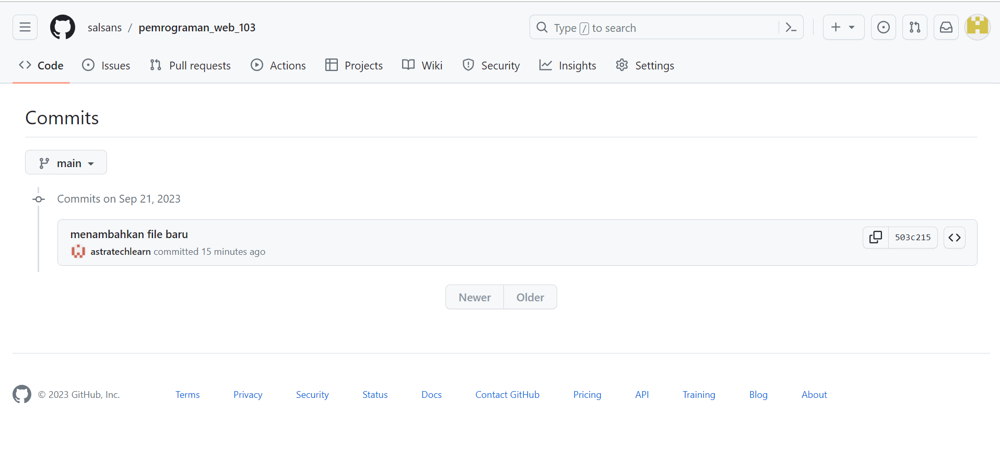 salsans / pemrograman_web_103
Type / to search
Code Issues Pull requests Actions Projects Wiki Security Insights Settings
Commits
main
Commits on Sep 21, 2023
menambahkan file baru
503c215
astratechlearn committed 15 minutes ago
Newer Older
© 2023 GitHub, Inc. Terms Privacy Security Status Docs Contact GitHub Pricing API Training Blog About